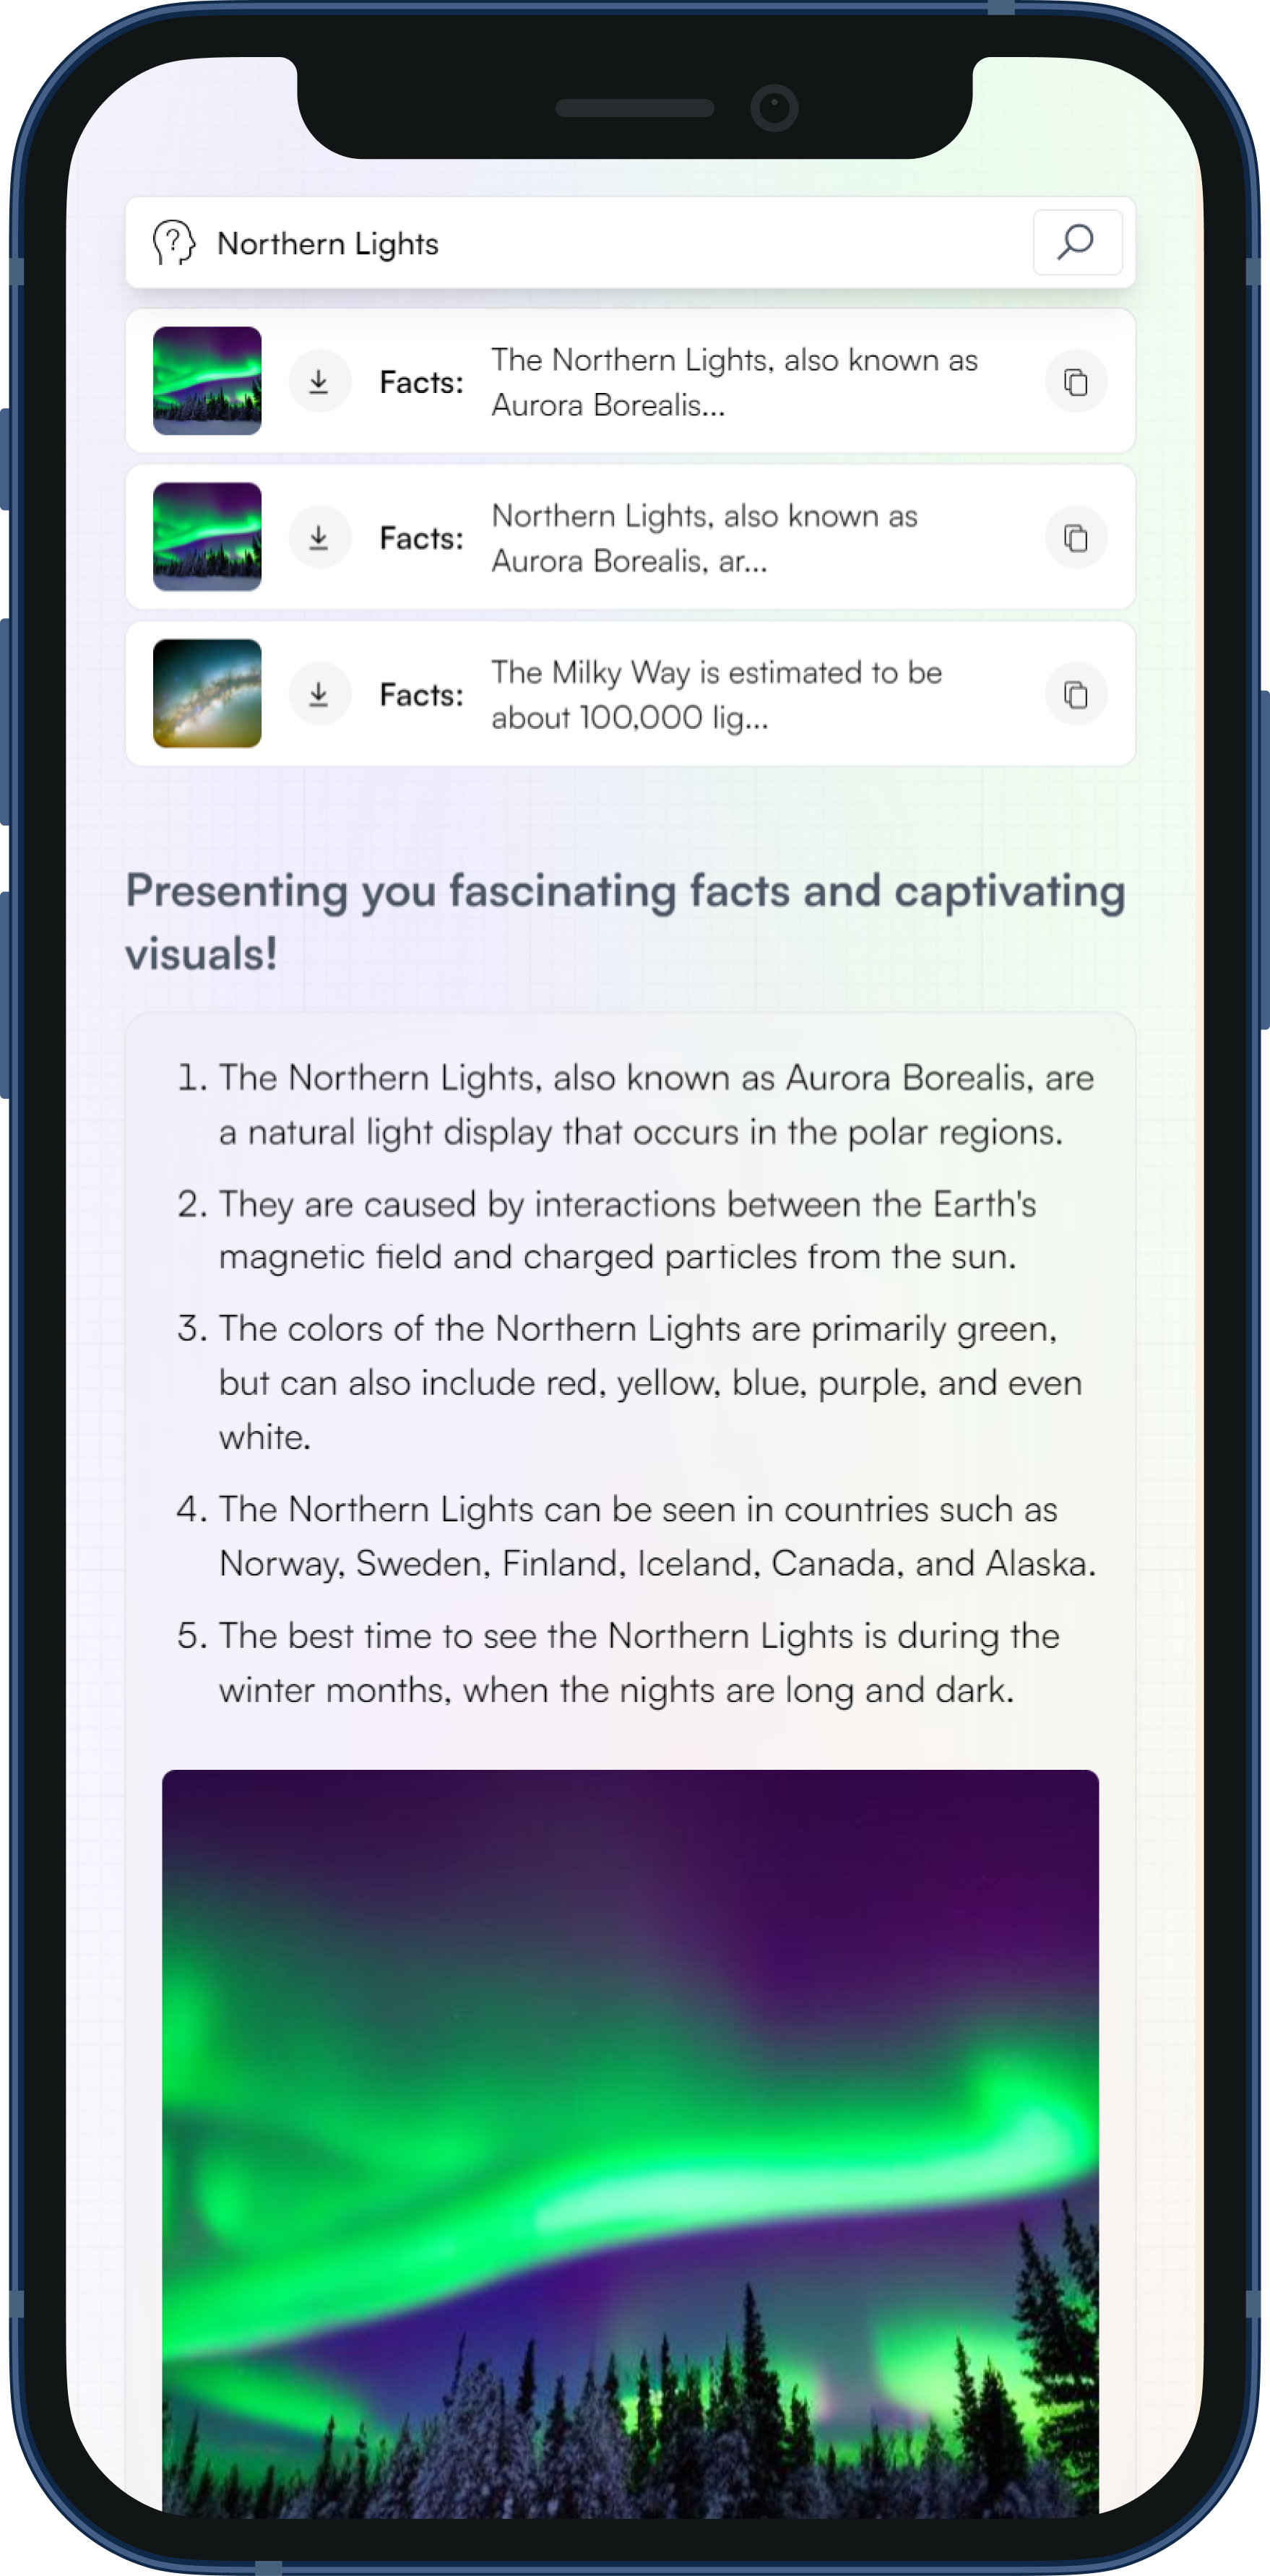 Northern Lights
Facts:
The Northern Lights, also known as
Aurora Borealis...
Facts:
Northern Lights, also known as
Aurora Borealis, ar...
Facts:
The Milky Way is estimated to be
about 100,000 lig...
Presenting you fascinating facts and captivating
visuals!
1. The Northern Lights, also known as Aurora Borealis, are
a natural light display that occurs in the polar regions.
2. They are caused by interactions between the Earth's
magnetic field and charged particles from the sun.
3. The colors of the Northern Lights are primarily green,
but can also include red, yellow, blue, purple, and even
white.
4. The Northern Lights can be seen in countries such as
Norway, Sweden, Finland, Iceland, Canada, and Alaska.
5. The best time to see the Northern Lights is during the
winter months, when the nights are long and dark.